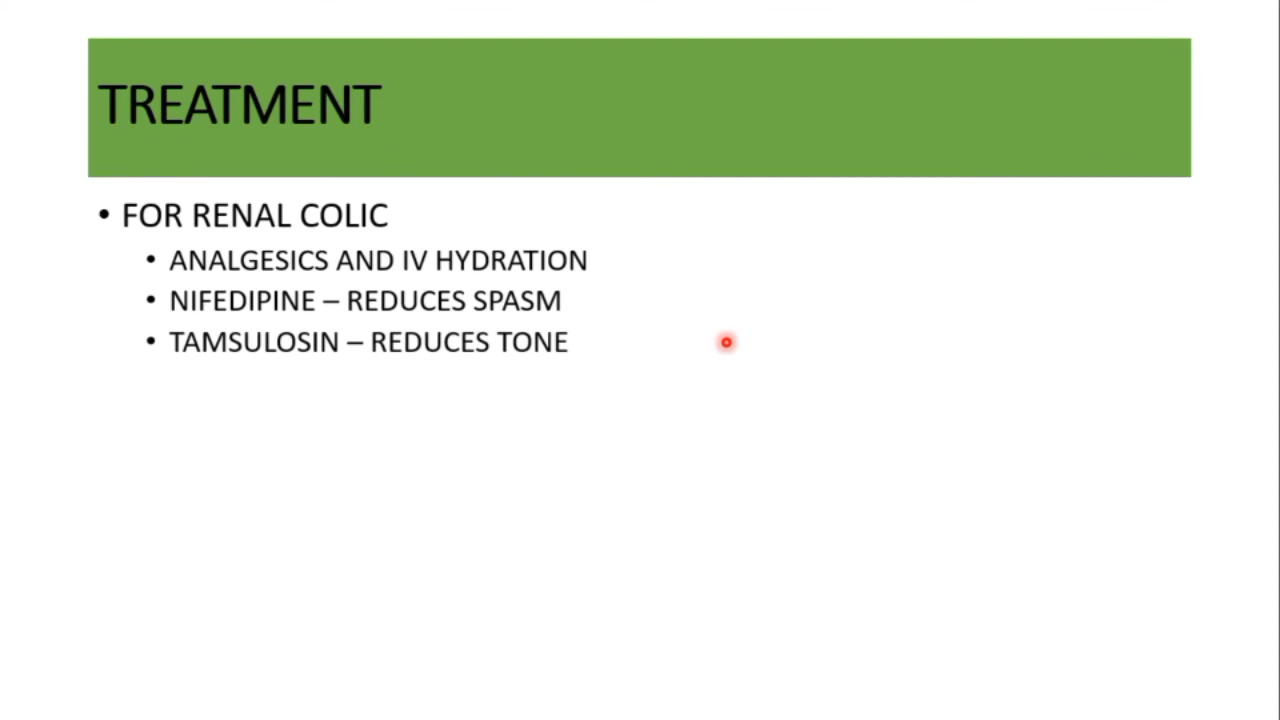 TREATMENT
• FOR RENAL COLIC
• ANALGESICS AND IV HYDRATION
• NIFEDIPINE – REDUCES SPASM
• TAMSULOSIN – REDUCES TONE